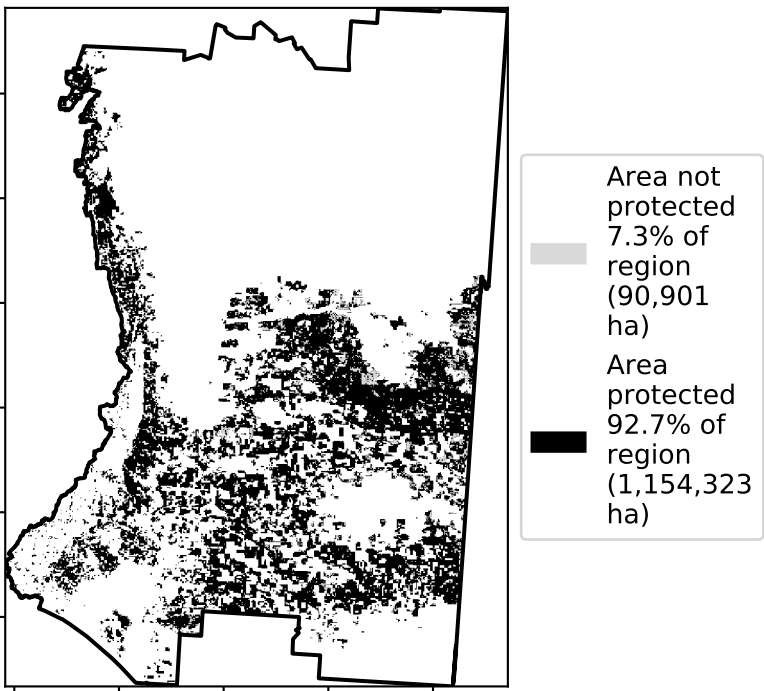 Area not
protected
7.3% of
region
(90,901
ha)
Area
protected
92.7% of
region
(1,154,323
ha)